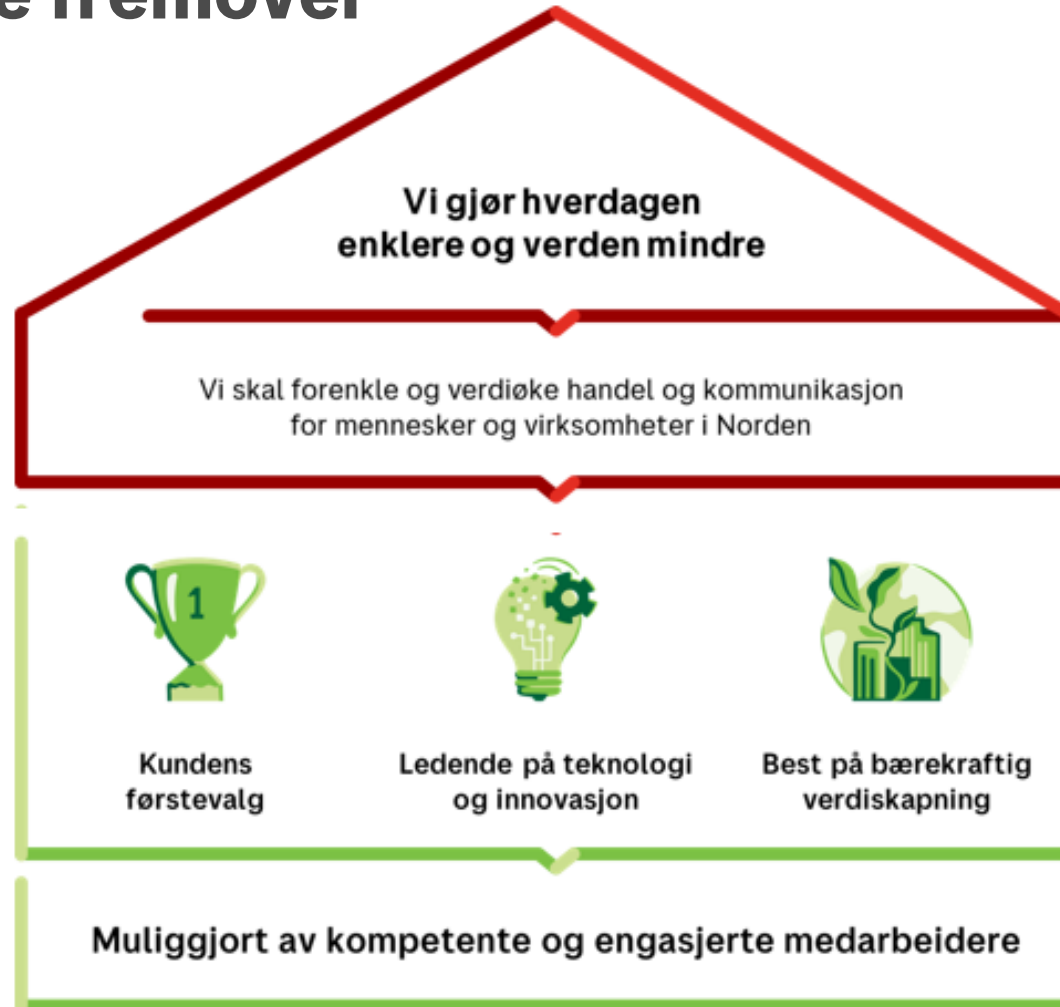 e fremover
Vi gjør hverdagen
enklere og verden mindre
Vi skal forenkle og verdiøke handel og kommunikasjon
for mennesker og virksomheter i Norden
1
Kundens
førstevalg
Ledende på teknologi
og innovasjon
Best på bærekraftig
verdiskapning
Muliggjort av kompetente og engasjerte medarbeidere